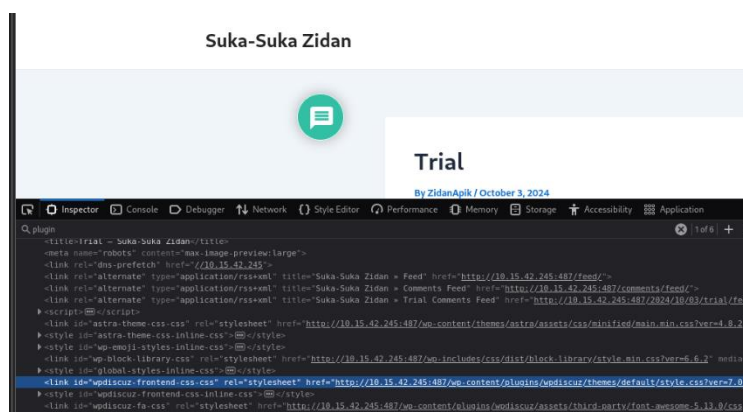 Suka-Suka Zidan
Trial
By ZidanApik / October 3, 2024
Inspector Console Debugger Network {} Style Editor Performance Memory Storage Accessibility Application
plugin 1 of 6 +
<title>Trial – Suka-Suka Zidan</title>
<meta name="robots" content="max-image-preview:large">
<link rel="dns-prefetch" href="//10.15.42.245">
<link rel="alternate" type="application/rss+xml" title="Suka-Suka Zidan » Feed" href="http://10.15.42.245:487/feed/">
<link rel="alternate" type="application/rss+xml" title="Suka-Suka Zidan » Comments Feed" href="http://10.15.42.245:487/comments/feed/">
<link rel="alternate" type="application/rss+xml" title="Suka-Suka Zidan » Trial Comments Feed" href="http://10.15.42.245:487/2024/10/03/trial/fe
<script></script>
<link id="astra-theme-css-css" rel="stylesheet" href="http://10.15.42.245:487/wp-content/themes/astra/assets/css/minified/main.min.css?ver=4.8.2
<style id="astra-theme-css-inline-css"></style>
<style id="wp-emoji-styles-inline-css"></style>
<link id="wp-block-library-css" rel="stylesheet" href="http://10.15.42.245:487/wp-includes/css/dist/block-library/style.min.css?ver=6.6.2" media
<style id="global-styles-inline-css"></style>
<link id="wpdiscuz-frontend-css-css" rel="stylesheet" href="http://10.15.42.245:487/wp-content/plugins/wpdiscuz/themes/default/style.css?ver=7.0
<style id="wpdiscuz-frontend-css-inline-css"></style>
<link id="wpdiscuz-fa-css" rel="stylesheet" href="http://10.15.42.245:487/wp-content/plugins/wpdiscuz/assets/third-party/font-awesome-5.13.0/css